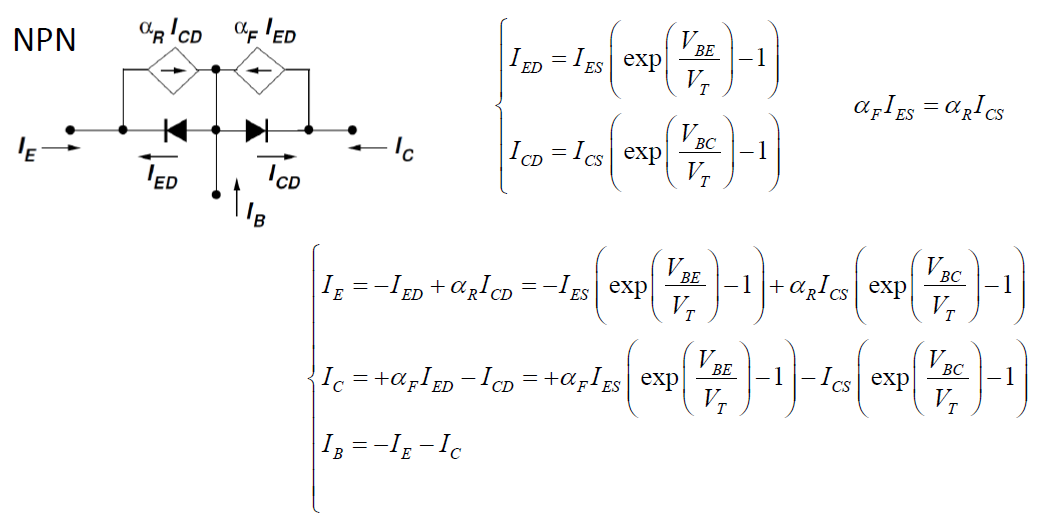 NPN
α_R I_CD α_F I_ED
I_E I_ED I_CD I_C
I_B
I_ED = I_ES ( exp( V_BE / V_T ) −1 )
α_F I_ES = α_R I_CS
I_CD = I_CS ( exp( V_BC / V_T ) −1 )
I_E = −I_ED + α_R I_CD = −I_ES ( exp( V_BE / V_T ) −1 ) + α_R I_CS ( exp( V_BC / V_T ) −1 )
I_C = +α_F I_ED − I_CD = +α_F I_ES ( exp( V_BE / V_T ) −1 ) − I_CS ( exp( V_BC / V_T ) −1 )
I_B = −I_E − I_C